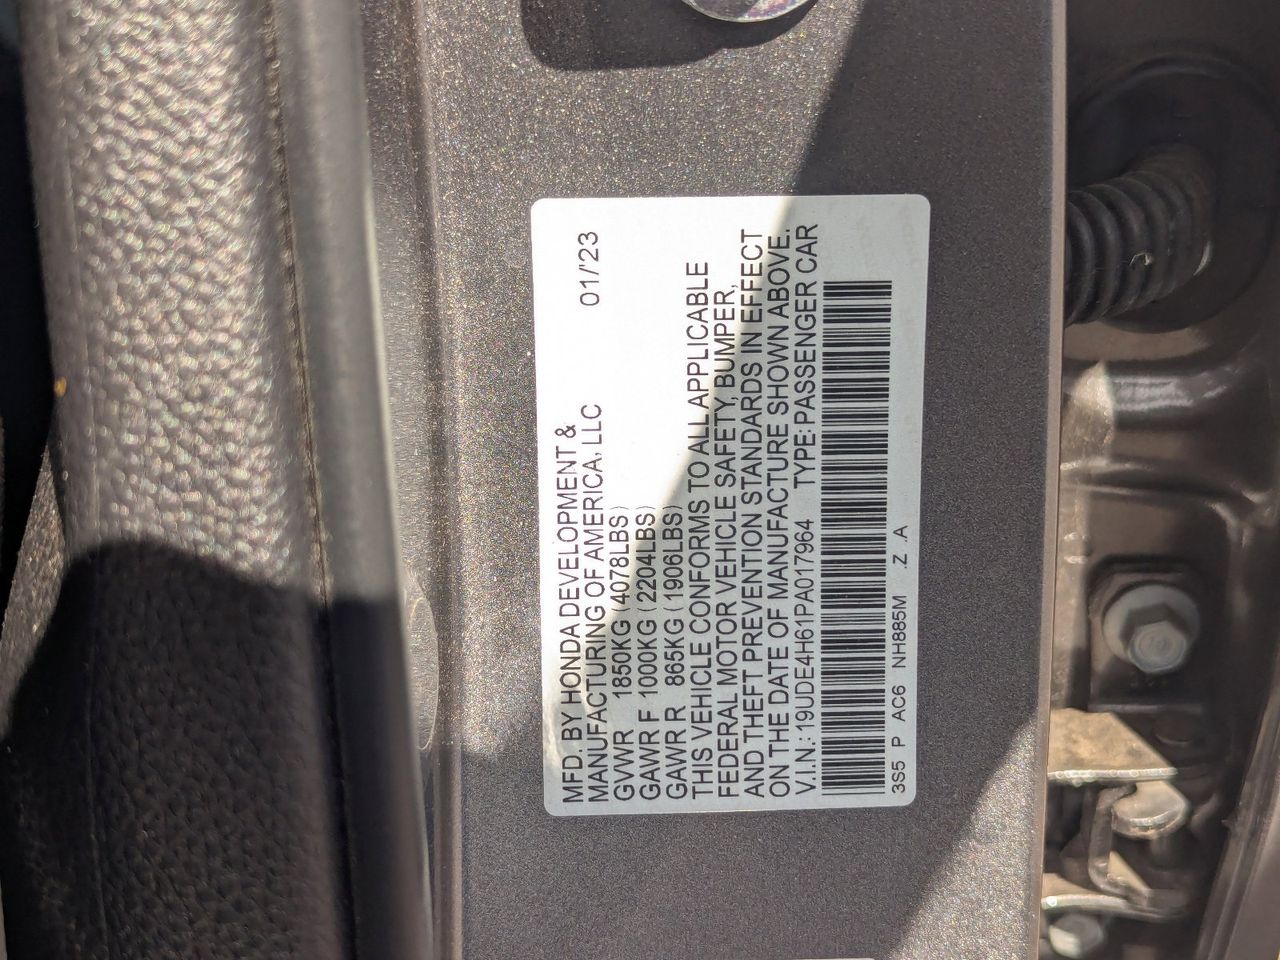 MFD. BY HONDA DEVELOPMENT &
MANUFACTURING OF AMERICA, LLC 01/'23
GVWR 1850KG (4078LBS)
GAWR F 1000KG (2204LBS)
GAWR R 865KG (1906LBS)
THIS VEHICLE CONFORMS TO ALL APPLICABLE
FEDERAL MOTOR VEHICLE SAFETY, BUMPER,
AND THEFT PREVENTION STANDARDS IN EFFECT
ON THE DATE OF MANUFACTURE SHOWN ABOVE.
V.I.N.: 19UDE4H61PA017964 TYPE: PASSENGER CAR
3S5 P AC6 NH885M .Z .A